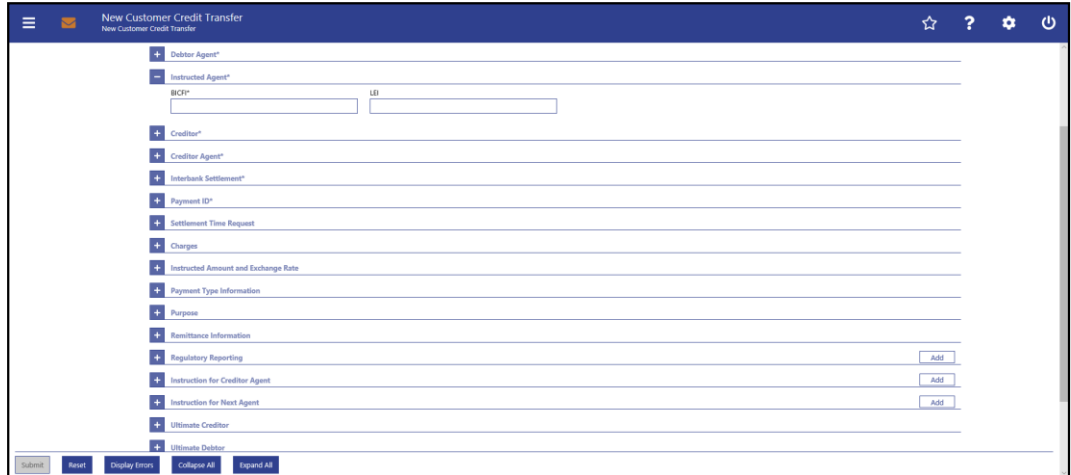 New Customer Credit Transfer
New Customer Credit Transfer
?
+ Debtor Agent*
− Instructed Agent*
BICFI* LEI
+ Creditor*
+ Creditor Agent*
+ Interbank Settlement*
+ Payment ID*
+ Settlement Time Request
+ Charges
+ Instructed Amount and Exchange Rate
+ Payment Type Information
+ Purpose
+ Remittance Information
+ Regulatory Reporting Add
+ Instruction for Creditor Agent Add
+ Instruction for Next Agent Add
+ Ultimate Creditor
+ Ultimate Debtor
Submit Reset Display Errors Collapse All Expand All